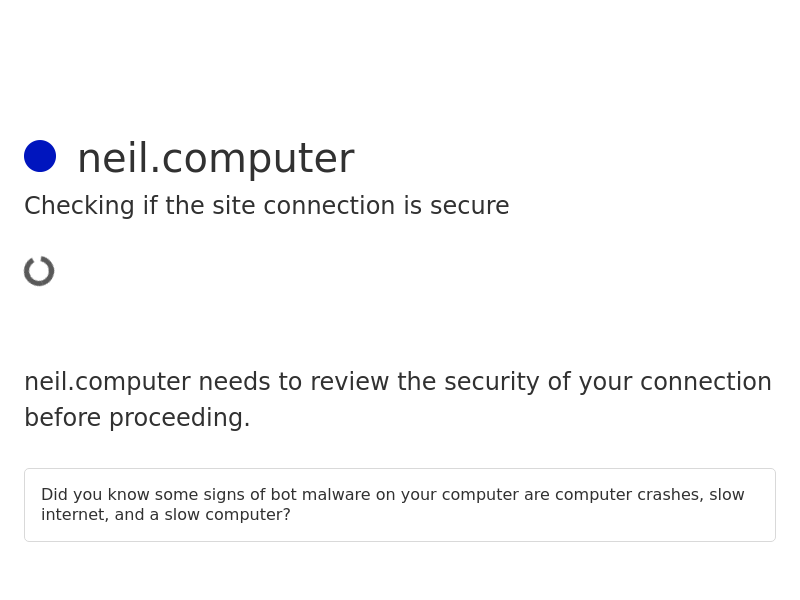 neil.computer
Checking if the site connection is secure
neil.computer needs to review the security of your connection
before proceeding.
Did you know some signs of bot malware on your computer are computer crashes, slow
internet, and a slow computer?